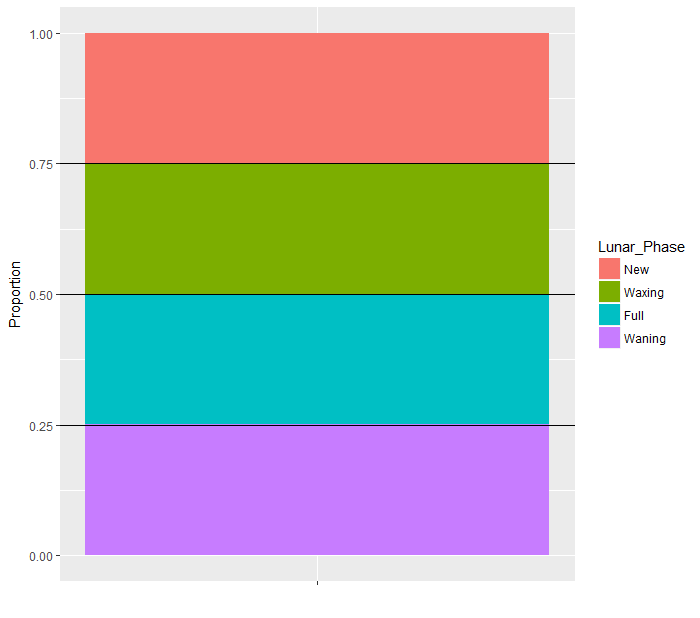 1.00
0.75
0.50
0.25
0.00
Proportion
Lunar_Phase
New
Waxing
Full
Waning